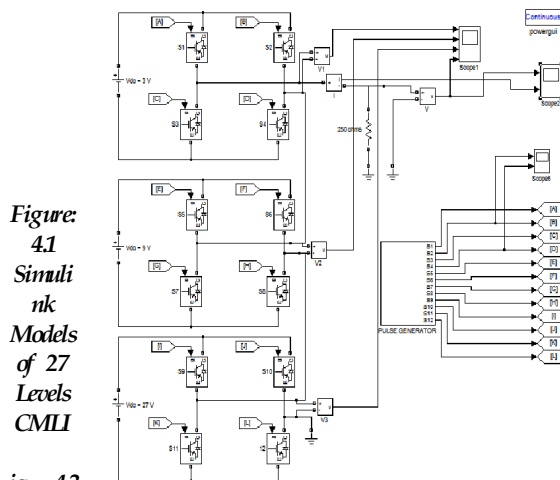 [A]
[B]
S1
S2
Vdc = 3 V
[C]
[D]
S3
S4
V1
I
V
250 ohms
Scope1
Continuous
powergui
Scope2
Scope5
[E]
[F]
S5
S6
Vdc = 9 V
[G]
[H]
S7
S8
V2
[I]
[J]
S9
S10
Vdc = 27 V
[K]
[L]
S11
12
V3
S1
S2
S3
S4
S5
S6
S7
S8
S9
S10
S11
S12
PULSE GENERATOR
[A]
[B]
[C]
[D]
[E]
[F]
[G]
[H]
[I]
[J]
[K]
[L]
Figure:
4.1
Simuli
nk
Models
of 27
Levels
CMLI